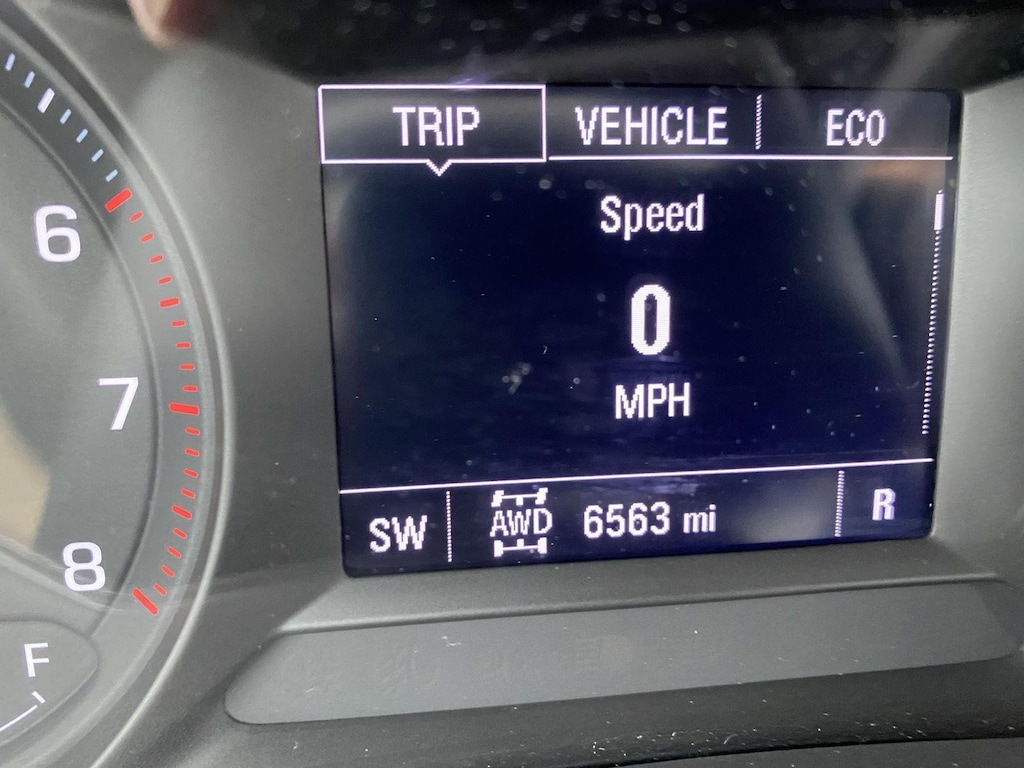 TRIP VEHICLE ECO
Speed
0
MPH
SW AWD 6563 mi R
6
7
8
F